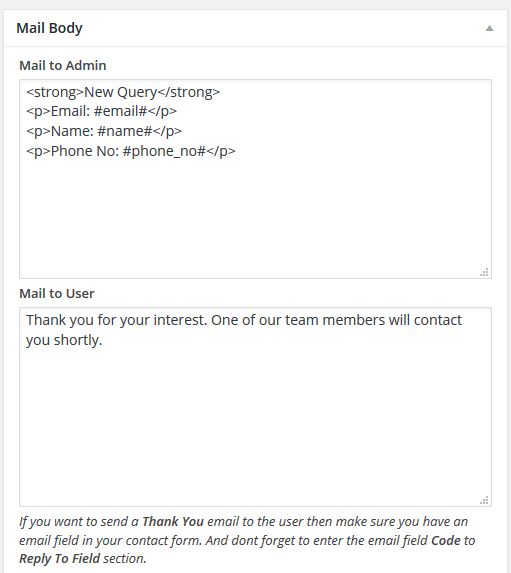 Mail Body
Mail to Admin
<strong>New Query</strong>
<p>Email: #email#</p>
<p>Name: #name#</p>
<p>Phone No: #phone_no#</p>
Mail to User
Thank you for your interest. One of our team members will contact
you shortly.
If you want to send a Thank You email to the user then make sure you have an
email field in your contact form. And dont forget to enter the email field Code to
Reply To Field section.